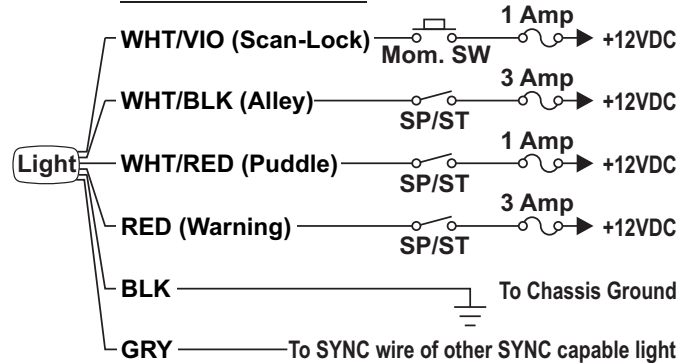 1 Amp
WHT/VIO (Scan-Lock) +12VDC
Mom. SW
3 Amp
WHT/BLK (Alley) +12VDC
SP/ST
1 Amp
Light WHT/RED (Puddle) +12VDC
SP/ST
3 Amp
RED (Warning) +12VDC
SP/ST
BLK To Chassis Ground
GRY To SYNC wire of other SYNC capable light